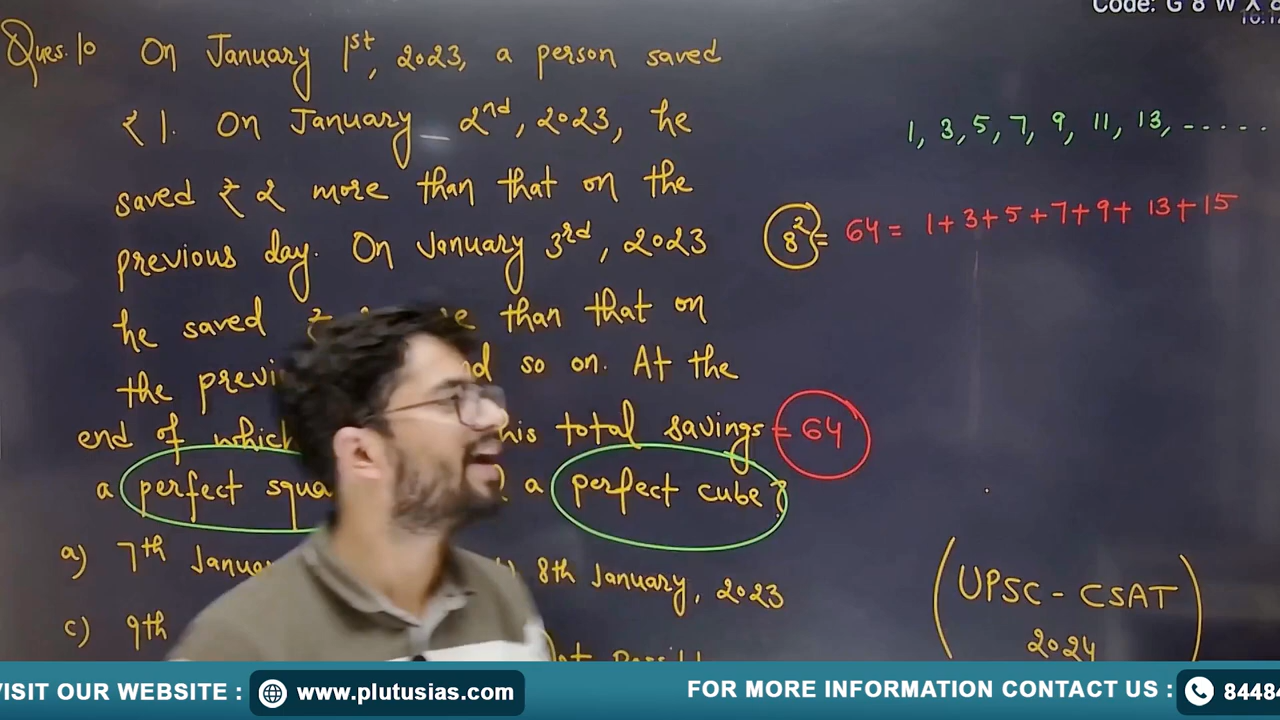 Code: G 8 W X
Ques. 10 On January 1st, 2023, a person saved
₹ 1. On January 2nd, 2023, he
saved ₹ 2 more than that on the
previous day. On January 3rd, 2023
he saved ₹ than that on
the so on. At the
end of total savings = 64
a perfect a perfect cube?
a) 7th 8th January, 2023
c) 9th
1, 3, 5, 7, 9, 11, 13, ------
8² = 64 = 1+3+5+7+9+ 13+15
(UPSC - CSAT
2024
VISIT OUR WEBSITE : www.plutusias.com
FOR MORE INFORMATION CONTACT US : 8448